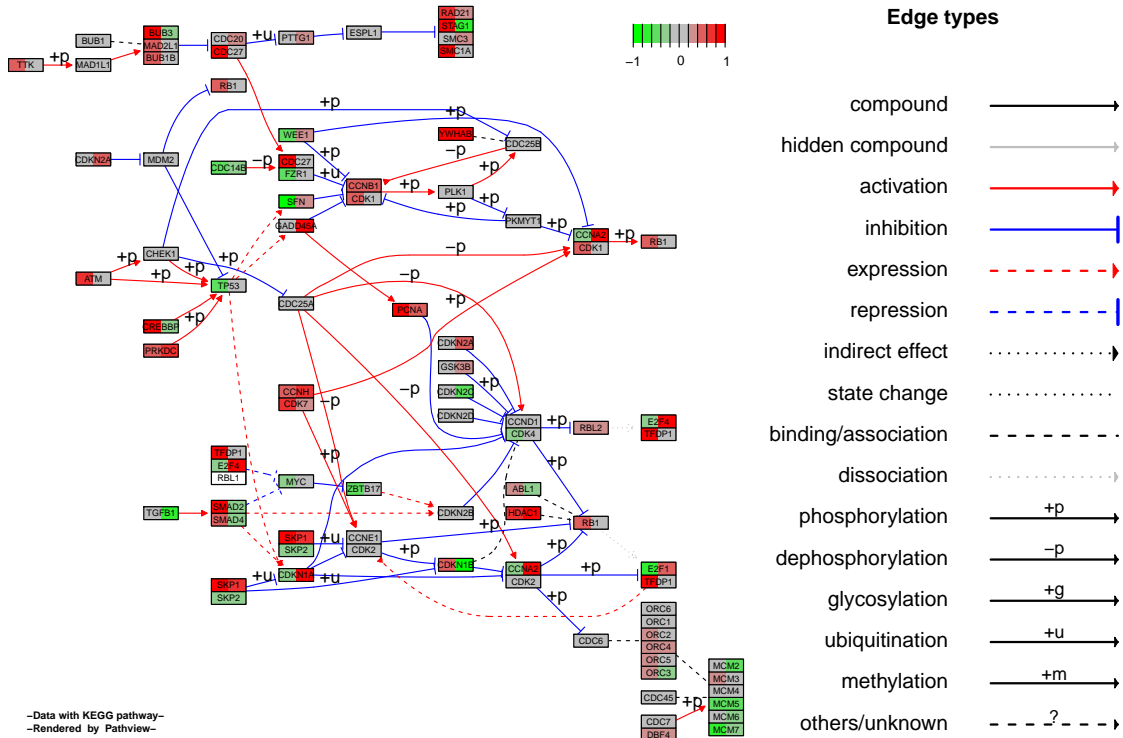 Edge types
−1 0 1
compound
hidden compound
activation
inhibition
expression
repression
indirect effect
state change
binding/association
dissociation
phosphorylation +p
dephosphorylation −p
glycosylation +g
ubiquitination +u
methylation +m
others/unknown ?
TTK
+p
BUB1
MAD1L1
BUB3
MAD2L1
BUB1B
CDC20
CDC27
+u
PTTG1
ESPL1
RAD21
STAG1
SMC3
SMC1A
RB1
CDKN2A
MDM2
CDC14B
−p
WEE1
+p
CDC27
FZR1
+u
SFN
GADD45A
CCNB1
CDK1
+p
PLK1
+p
YWHAB
+p
CDC25B
−p
+p
+p
+p
PKMYT1
+p
CCNA2
CDK1
+p
RB1
CHEK1
+p
+p
+p
ATM
+p
TP53
CREBBP
+p
PRKDC
CDC25A
−p
−p
PCNA
CDKN2A
GSK3B
+p
CDKN2C
CDKN2D
−p
−p
+p
CCNH
CDK7
+p
CCND1
CDK4
+p
RBL2
E2F4
TFDP1
TFDP1
E2F4
RBL1
MYC
ZBTB17
TGFB1
SMAD2
SMAD4
CDKN2B
ABL1
HDAC1
RB1
+p
+p
SKP1
SKP2
+u
CCNE1
CDK2
+p
SKP1
SKP2
+u
CDKN1A
+u
CDKN1B
CCNA2
CDK2
+p
+p
+p
E2F1
TFDP1
CDC6
ORC6
ORC1
ORC2
ORC4
ORC5
ORC3
CDC45
CDC7
DBF4
+p
MCM2
MCM3
MCM4
MCM5
MCM6
MCM7
−Data with KEGG pathway−
−Rendered by Pathview−